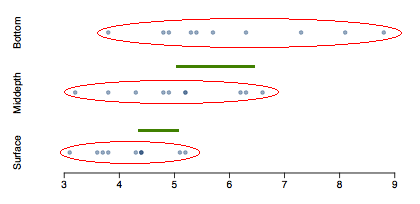 Bottom
Middepth
Surface
3 4 5 6 7 8 9